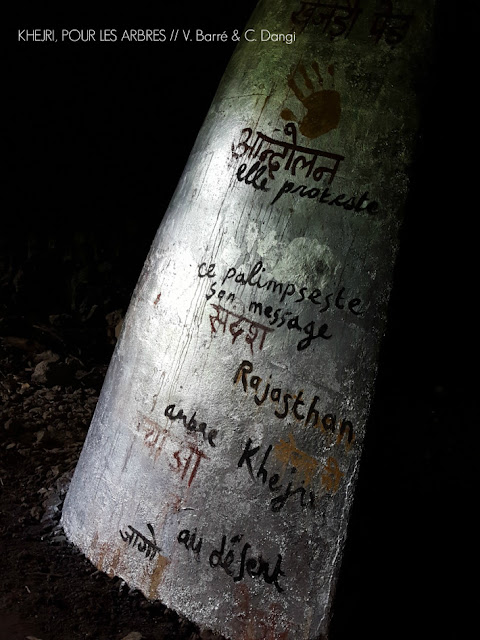 KHEJRI, POUR LES ARBRES // V. Barré & C. Dangi
आन्दोलन
elle proteste
ce palimpseste
son message
संदेश
Rajasthan
arbre
Khejri
जागो
au désert